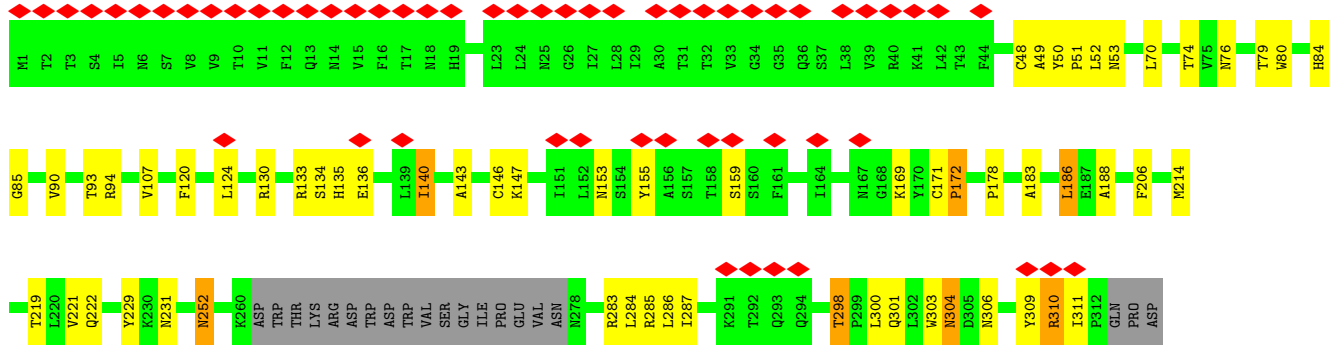 M1 T2 T3 S4 I5 N6 S7 V8 V9 T10 V11 F12 Q13 N14 V15 F16 T17 N18 H19 L23 L24 N25 G26 I27 L28 I29 A30 T31 T32 V33 G34 G35 Q36 S37 L38 V39 R40 K41 L42 T43 F44 C48 A49 Y50 P51 L52 N53 L70 T74 V75 N76 T79 W80 H84
G85 V90 T93 R94 V107 F120 L124 R130 R133 S134 H135 E136 L139 I140 A143 C146 K147 I151 L152 N153 S154 Y155 A156 S157 T158 S159 S160 F161 I164 N167 G168 K169 Y170 C171 P172 P178 A183 L186 E187 A188 F206 M214
T219 L220 V221 Q222 Y229 K230 N231 N252 K260 ASP TRP THR LYS ARG ASP TRP ASP TRP VAL SER GLY ILE PRO GLU VAL ASN N278 R283 L284 R285 L286 I287 K291 T292 Q293 Q294 T298 P299 L300 Q301 L302 W303 N304 D305 N306 Y309 R310 I311 P312 GLN PRO ASP